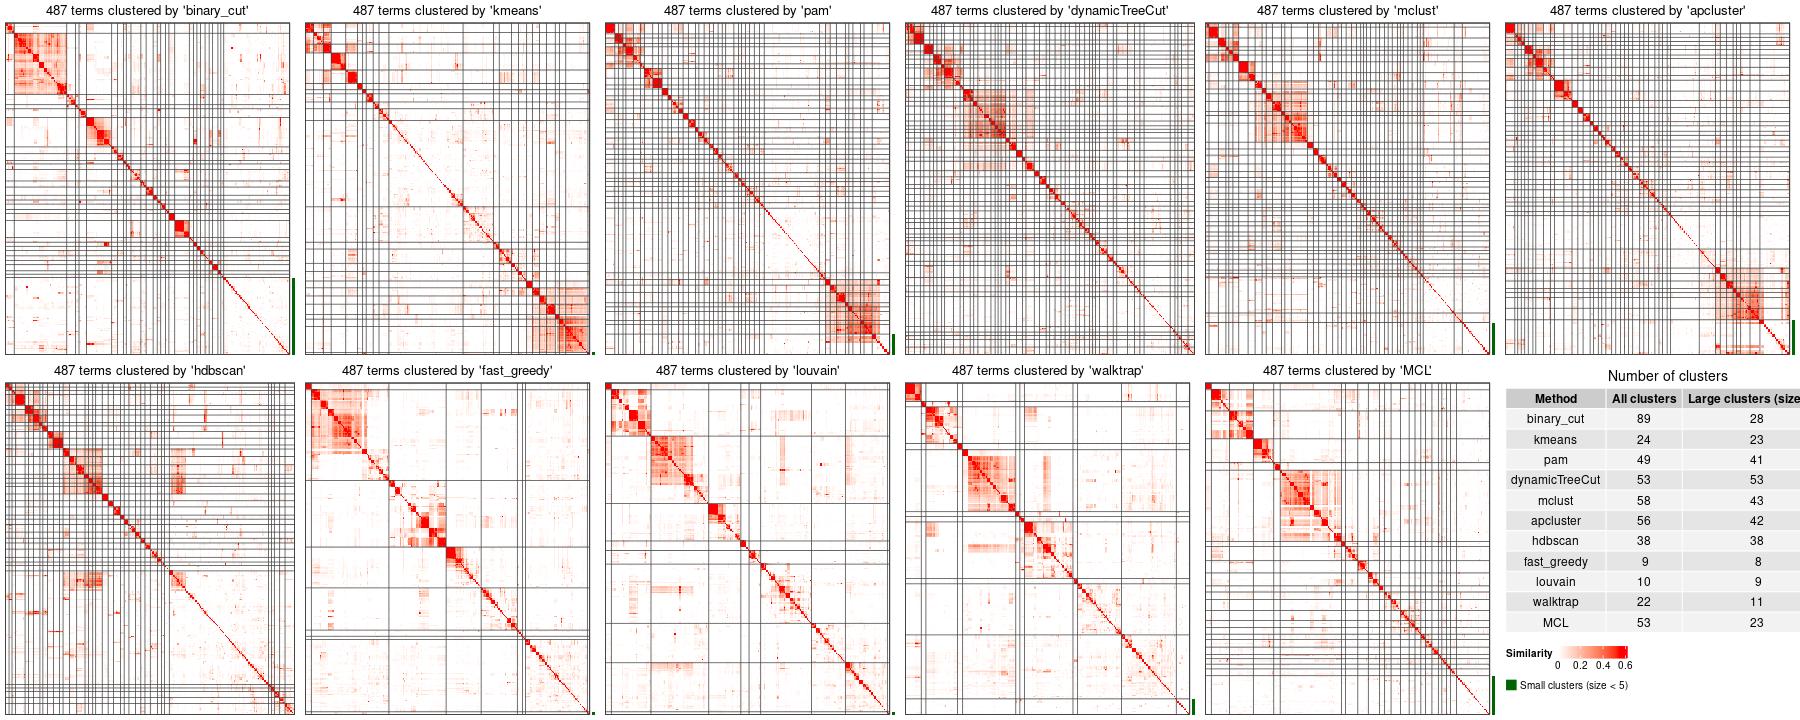 487 terms clustered by 'binary_cut'
487 terms clustered by 'kmeans'
487 terms clustered by 'pam'
487 terms clustered by 'dynamicTreeCut'
487 terms clustered by 'mclust'
487 terms clustered by 'apcluster'
487 terms clustered by 'hdbscan'
487 terms clustered by 'fast_greedy'
487 terms clustered by 'louvain'
487 terms clustered by 'walktrap'
487 terms clustered by 'MCL'
Number of clusters
Method All clusters Large clusters (size
binary_cut 89 28
kmeans 24 23
pam 49 41
dynamicTreeCut 53 53
mclust 58 43
apcluster 56 42
hdbscan 38 38
fast_greedy 9 8
louvain 10 9
walktrap 22 11
MCL 53 23
Similarity
0 0.2 0.4 0.6
Small clusters (size < 5)